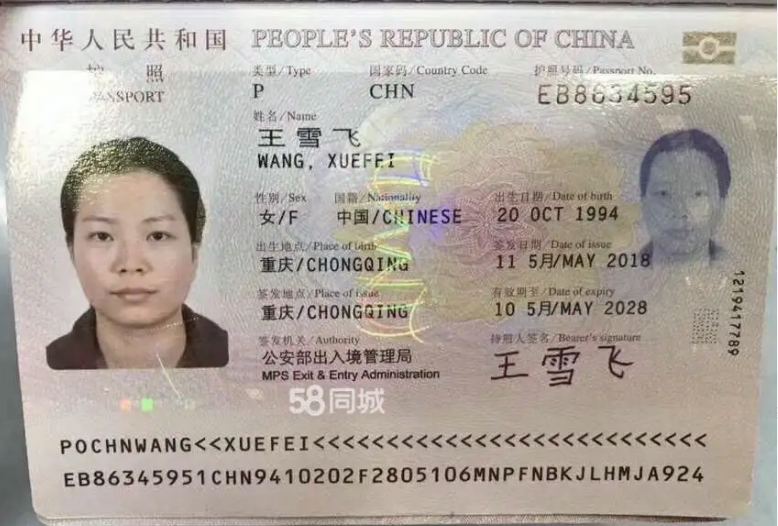 中华人民共和国 PEOPLE'S REPUBLIC OF CHINA
护 照
PASSPORT
类型/Type 国家码/Country Code 护照号码/Passport No.
P CHN EB8634595
姓名/Name
王雪飞
WANG, XUEFEI
性别/Sex 国籍/Nationality 出生日期/Date of birth
女/F 中国/CHINESE 20 OCT 1994
出生地点/Place of birth 签发日期/Date of issue
重庆/CHONGQING 11 5月/MAY 2018
签发地点/Place of issue 有效期至/Date of expiry
重庆/CHONGQING 10 5月/MAY 2028
签发机关/Authority 持照人签名/Bearer's signature
公安部出入境管理局 王雪飞
MPS Exit & Entry Administration
58同城
1219417789
POCHNWANG<<XUEFEI<<<<<<<<<<<<<<<<<<<<<<<<<<<
EB86345951CHN9410202F2805106MNPFNBKJLHMJA924